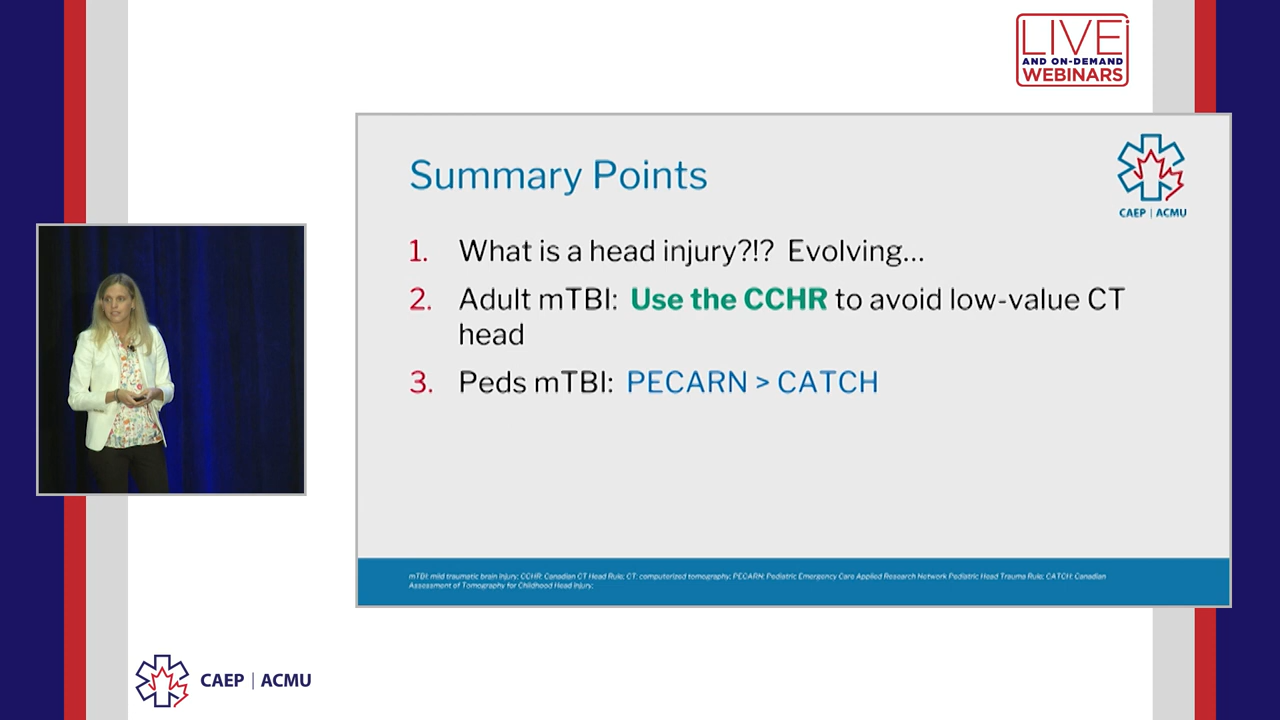 LIVE
AND ON-DEMAND
WEBINARS
Summary Points
CAEP | ACMU
1. What is a head injury?!? Evolving...
2. Adult mTBI: Use the CCHR to avoid low-value CT
head
3. Peds mTBI: PECARN > CATCH
mTBI: mild traumatic brain injury; CCHR: Canadian CT Head Rule; CT: computerized tomography; PECARN: Pediatric Emergency Care Applied Research Network Pediatric Head Trauma Rule; CATCH: Canadian
Assessment of Tomography for Childhood Head Injury;
CAEP | ACMU